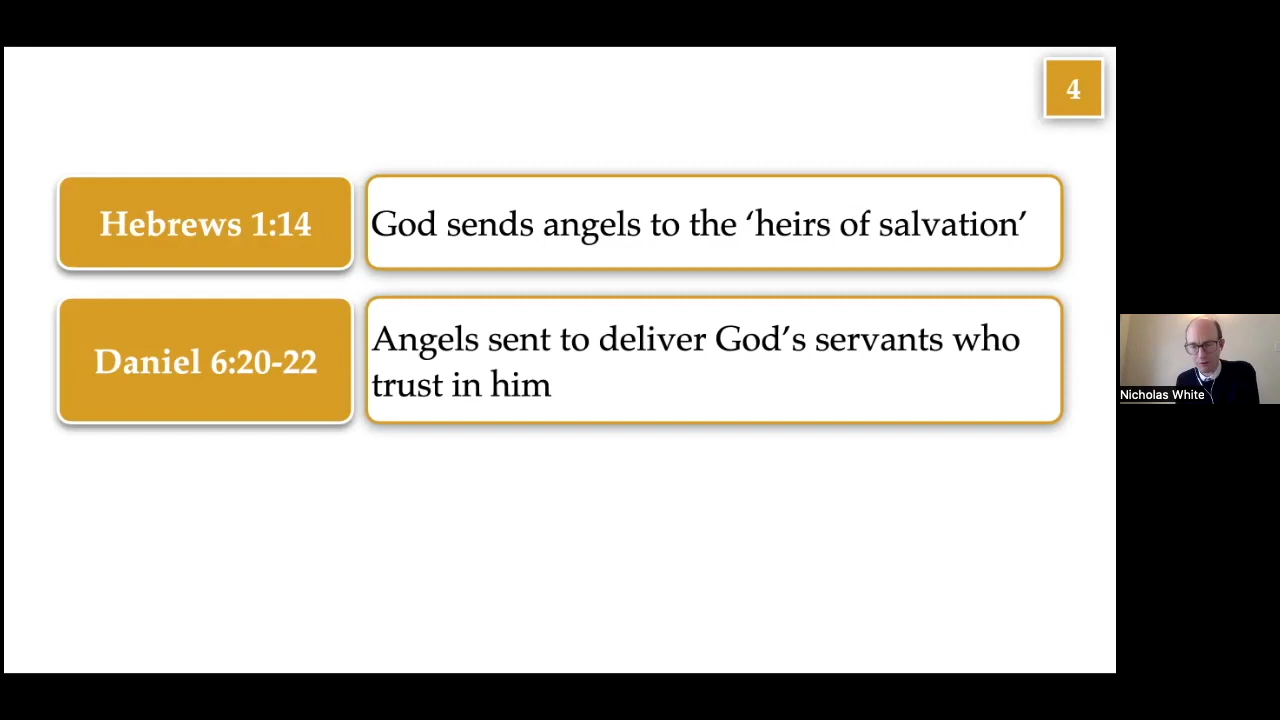 4
Hebrews 1:14
God sends angels to the ‘heirs of salvation’
Daniel 6:20-22
Angels sent to deliver God’s servants who
trust in him
Nicholas White